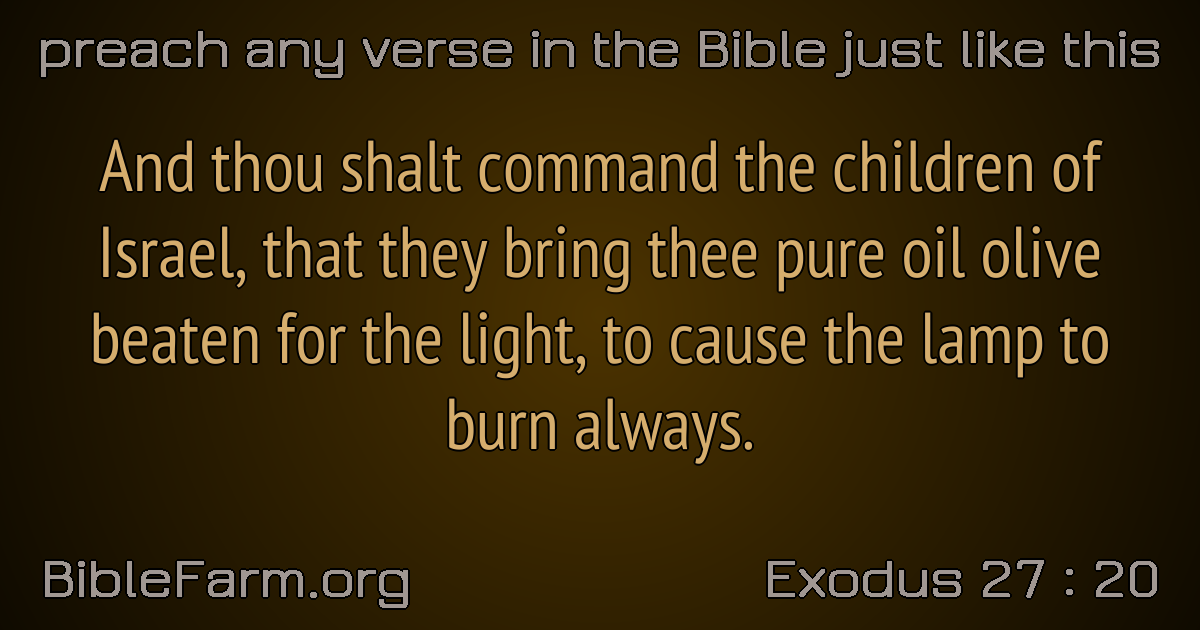 preach any verse in the Bible just like this
And thou shalt command the children of
Israel, that they bring thee pure oil olive
beaten for the light, to cause the lamp to
burn always.
BibleFarm.org
Exodus 27 : 20